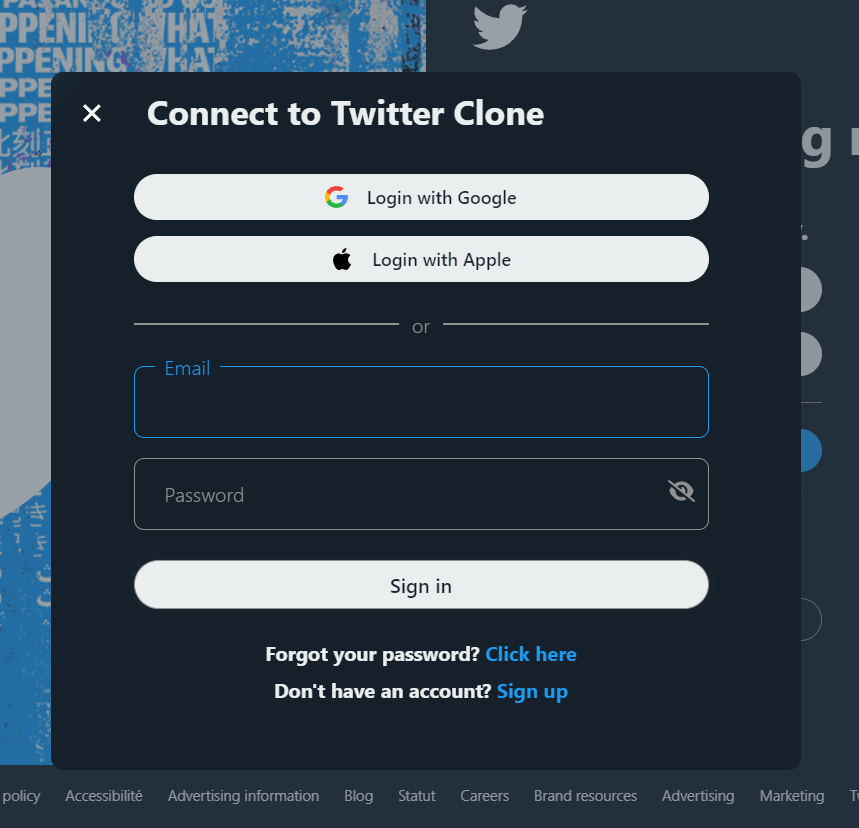 PPENING WHAT
PPENING WHAT
Connect to Twitter Clone
Login with Google
Login with Apple
or
Email
Password
Sign in
Forgot your password? Click here
Don't have an account? Sign up
policy Accessibilité Advertising information Blog Statut Careers Brand resources Advertising Marketing